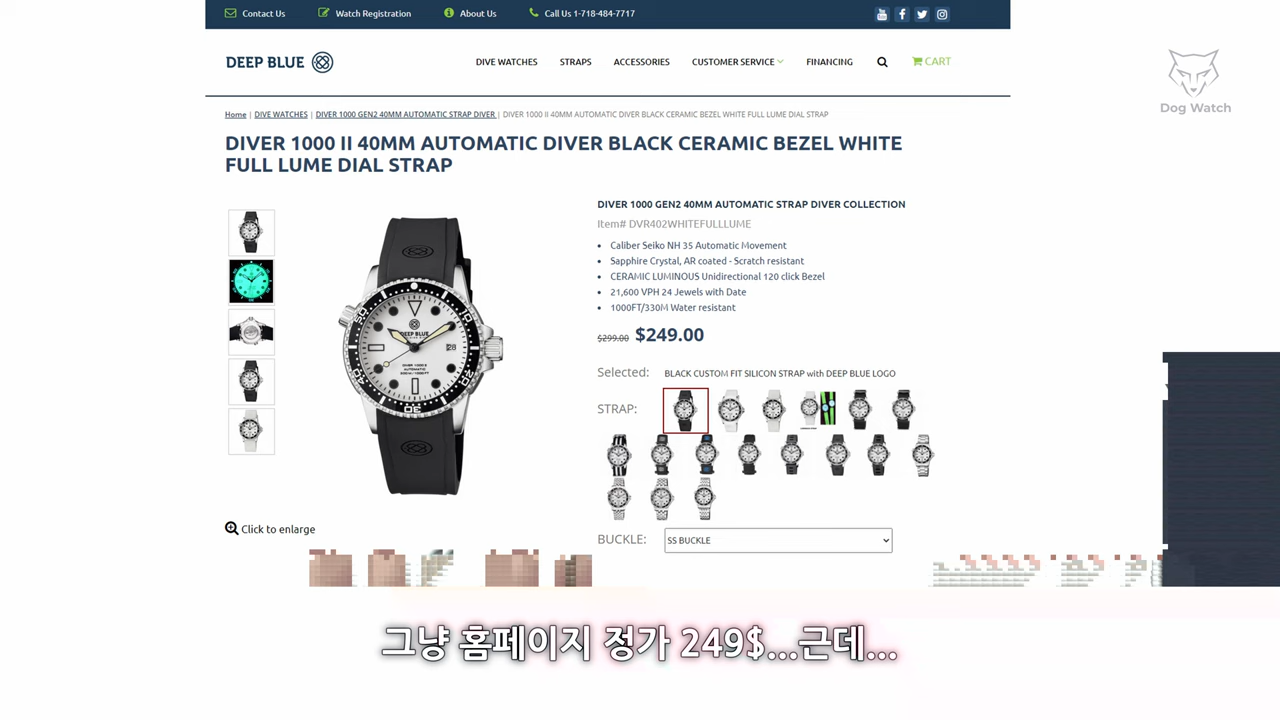 Contact Us
Watch Registration
About Us
Call Us 1-718-484-7717
DEEP BLUE
DIVE WATCHES
STRAPS
ACCESSORIES
CUSTOMER SERVICE
FINANCING
CART
Dog Watch
Home | DIVE WATCHES | DIVER 1000 GEN2 40MM AUTOMATIC STRAP DIVER | DIVER 1000 II 40MM AUTOMATIC DIVER BLACK CERAMIC BEZEL WHITE FULL LUME DIAL STRAP
DIVER 1000 II 40MM AUTOMATIC DIVER BLACK CERAMIC BEZEL WHITE
FULL LUME DIAL STRAP
DIVER 1000 GEN2 40MM AUTOMATIC STRAP DIVER COLLECTION
Item# DVR402WHITEFULLLUME
Caliber Seiko NH 35 Automatic Movement
Sapphire Crystal, AR coated - Scratch resistant
CERAMIC LUMINOUS Unidirectional 120 click Bezel
21,600 VPH 24 Jewels with Date
1000FT/330M Water resistant
$299.00 $249.00
Selected: BLACK CUSTOM FIT SILICON STRAP with DEEP BLUE LOGO
STRAP:
BUCKLE: SS BUCKLE
DEEP BLUE
28
Click to enlarge
그냥 홈페이지 정가 249$...근데...